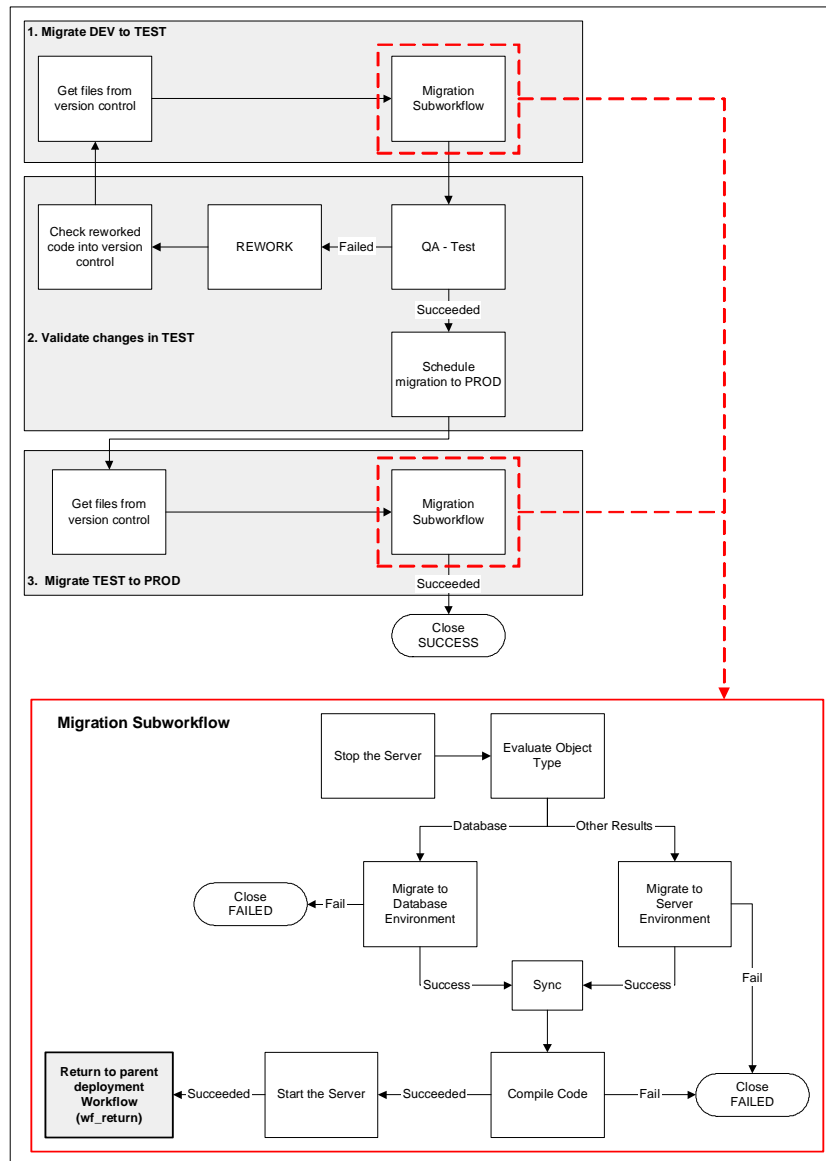 1. Migrate DEV to TEST
Get files from
version control
Migration
Subworkflow
Check reworked
code into version
control
REWORK
Failed
QA - Test
Succeeded
2. Validate changes in TEST
Schedule
migration to PROD
Get files from
version control
Migration
Subworkflow
3. Migrate TEST to PROD
Succeeded
Close
SUCCESS
Migration Subworkflow
Stop the Server
Evaluate Object
Type
Database
Other Results
Close
FAILED
Fail
Migrate to
Database
Environment
Migrate to
Server
Environment
Success
Sync
Success
Fail
Return to parent
deployment
Workflow
(wf_return)
Succeeded
Start the Server
Succeeded
Compile Code
Fail
Close
FAILED